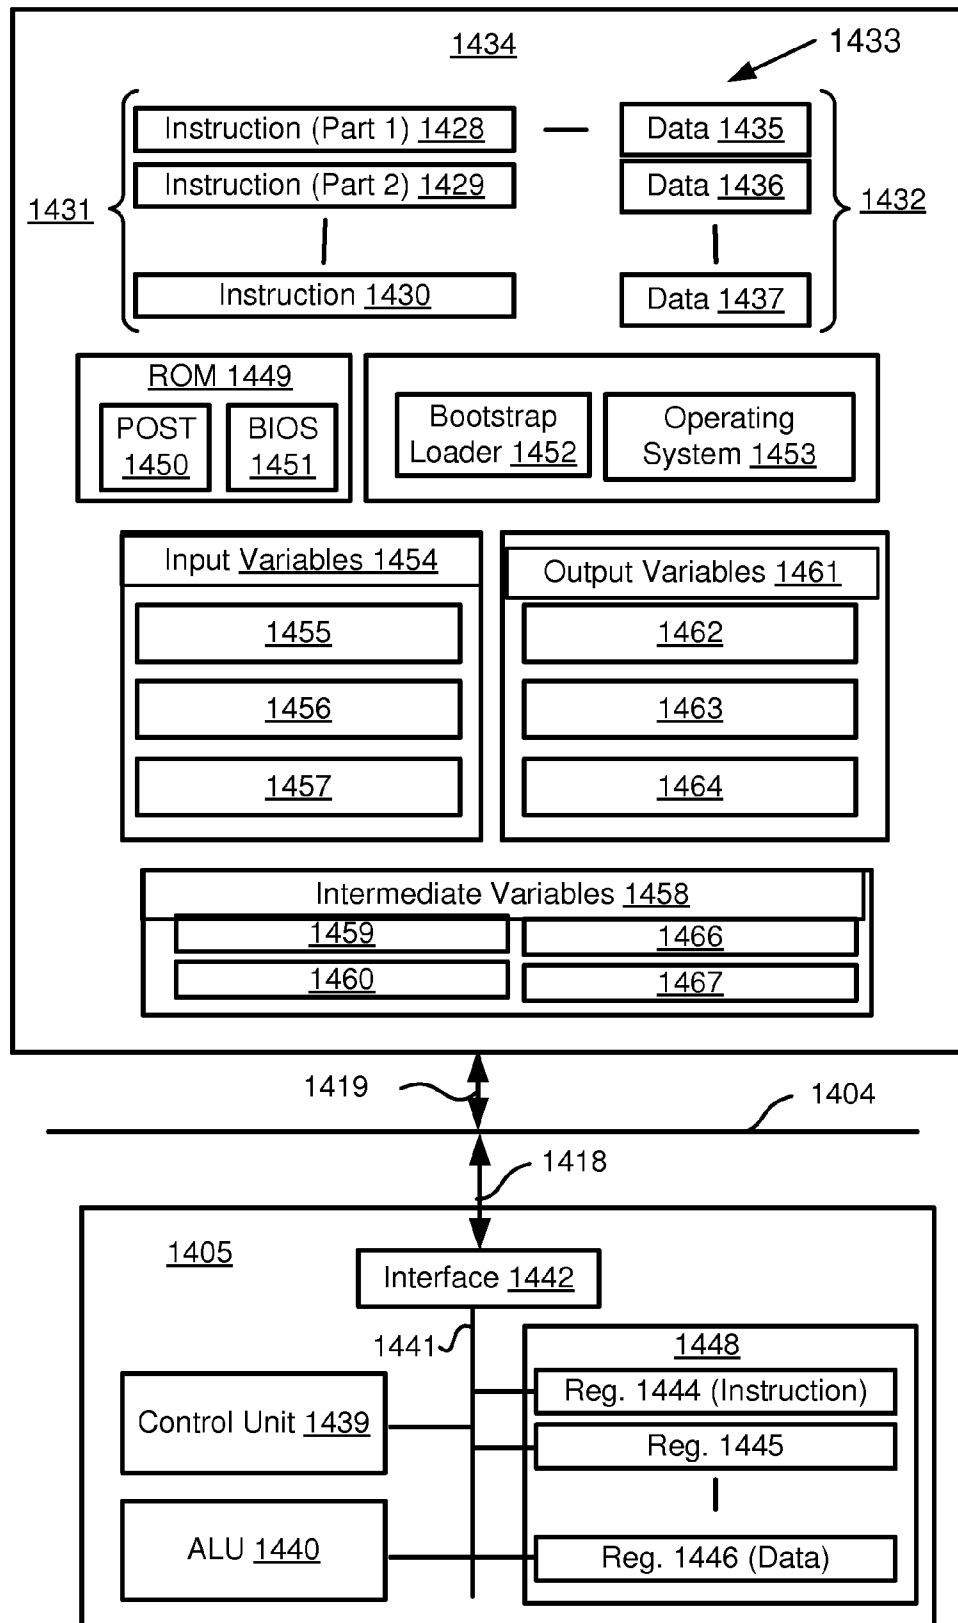 1434
1433
Instruction (Part 1) 1428
Data 1435
Instruction (Part 2) 1429
Data 1436
1431
1432
Instruction 1430
Data 1437
ROM 1449
POST
1450
BIOS
1451
Bootstrap
Loader 1452
Operating
System 1453
Input Variables 1454
1455
1456
1457
Output Variables 1461
1462
1463
1464
Intermediate Variables 1458
1459
1466
1460
1467
1419
1404
1418
1405
Interface 1442
1441
1448
Reg. 1444 (Instruction)
Control Unit 1439
Reg. 1445
ALU 1440
Reg. 1446 (Data)